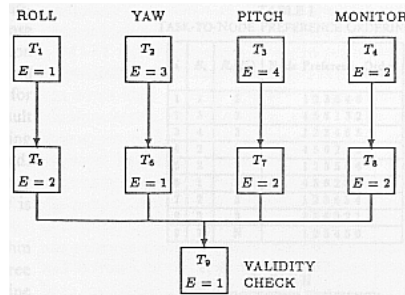 ROLL YAW PITCH MONITOR
T1 T2 T3 T4
E = 1 E = 3 E = 4 E = 2
T5 T6 T7 T8
E = 2 E = 1 E = 2 E = 2
T9 VALIDITY
E = 1 CHECK